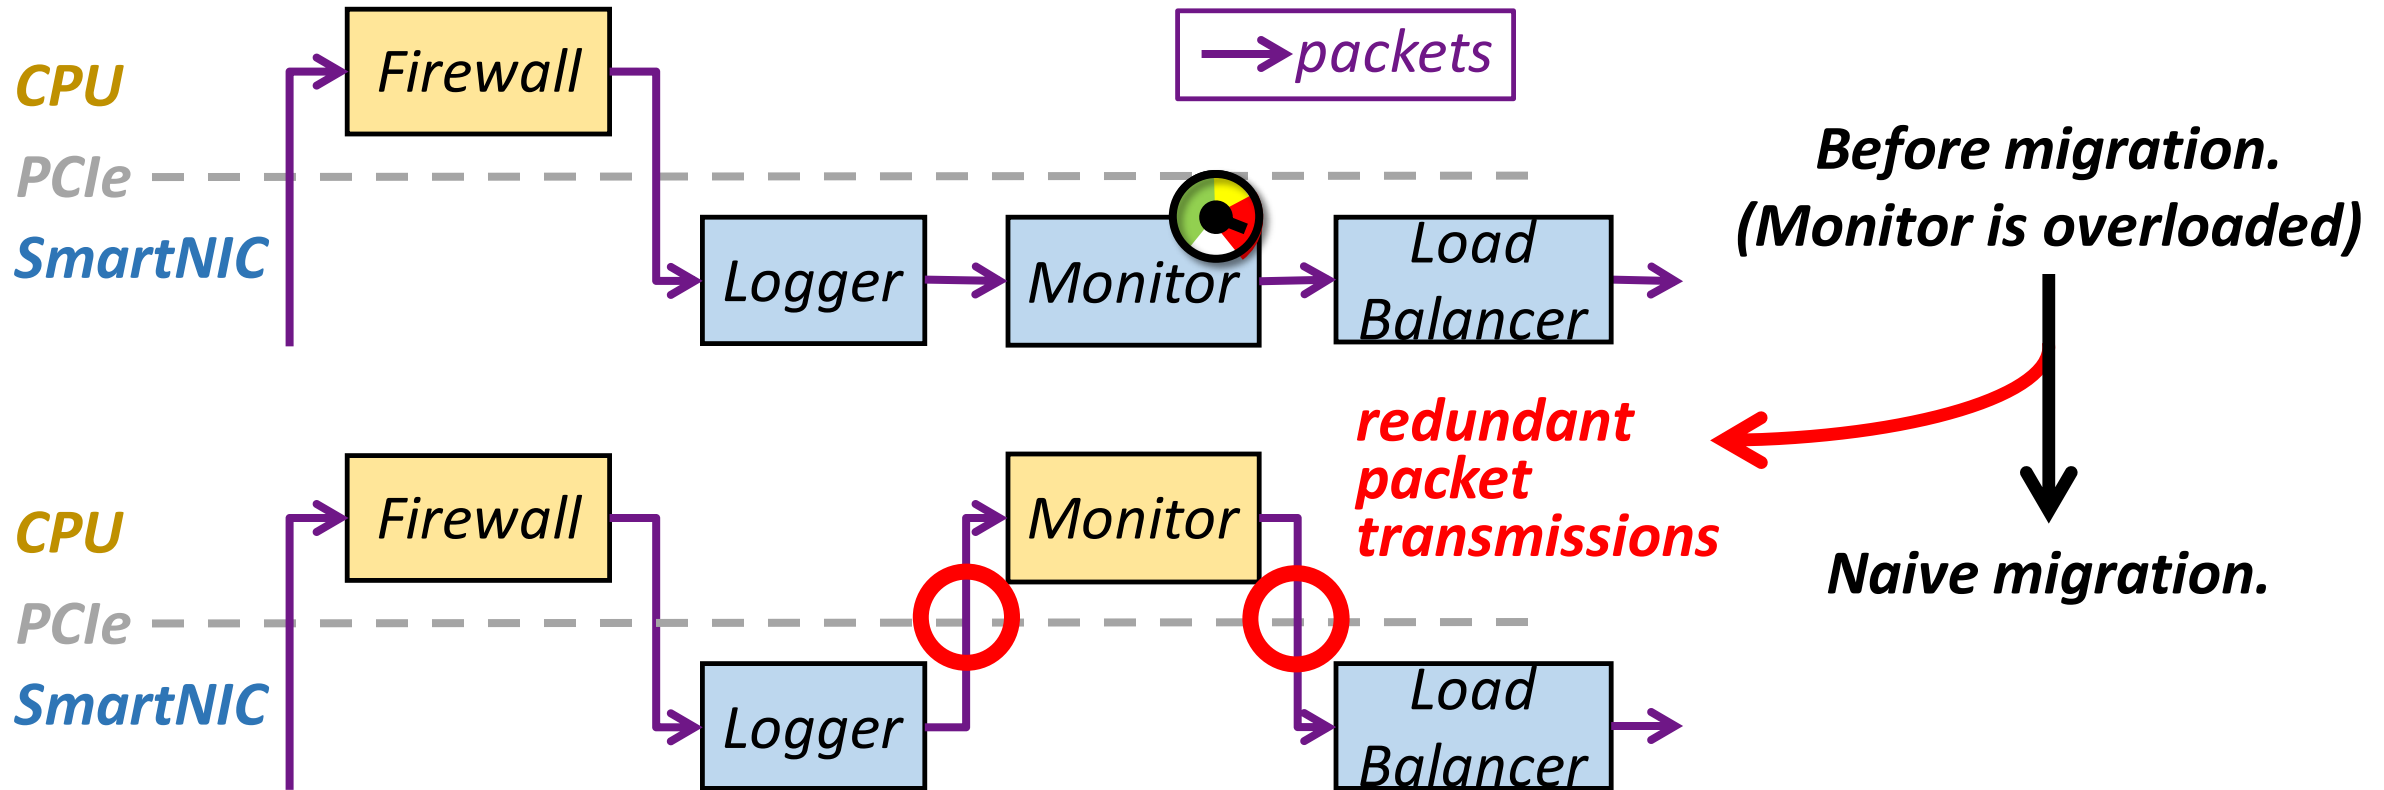 packets
CPU
Firewall
PCIe
SmartNIC
Logger
Monitor
Load
Balancer
Before migration.
(Monitor is overloaded)
redundant
packet
transmissions
CPU
Firewall
Monitor
PCIe
SmartNIC
Logger
Load
Balancer
Naive migration.